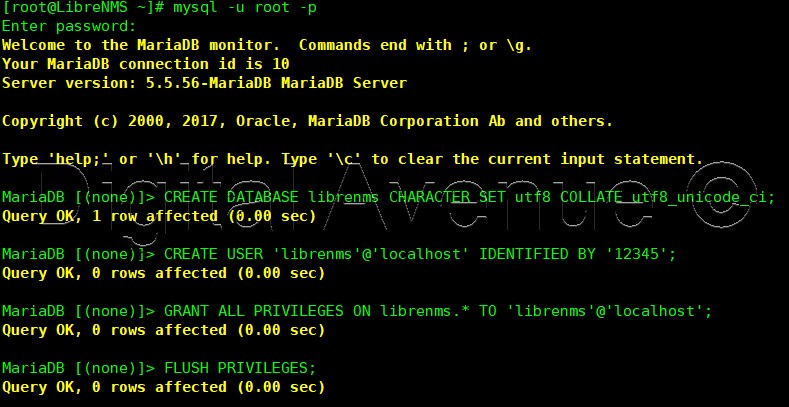 [root@LibreNMS ~]# mysql -u root -p
Enter password:
Welcome to the MariaDB monitor.  Commands end with ; or \g.
Your MariaDB connection id is 10
Server version: 5.5.56-MariaDB MariaDB Server
Copyright (c) 2000, 2017, Oracle, MariaDB Corporation Ab and others.
Type 'help;' or '\h' for help. Type '\c' to clear the current input statement.
Digital Avenue ©
MariaDB [(none)]> CREATE DATABASE librenms CHARACTER SET utf8 COLLATE utf8_unicode_ci;
Query OK, 1 row affected (0.00 sec)
MariaDB [(none)]> CREATE USER 'librenms'@'localhost' IDENTIFIED BY '12345';
Query OK, 0 rows affected (0.00 sec)
MariaDB [(none)]> GRANT ALL PRIVILEGES ON librenms.* TO 'librenms'@'localhost';
Query OK, 0 rows affected (0.00 sec)
MariaDB [(none)]> FLUSH PRIVILEGES;
Query OK, 0 rows affected (0.00 sec)